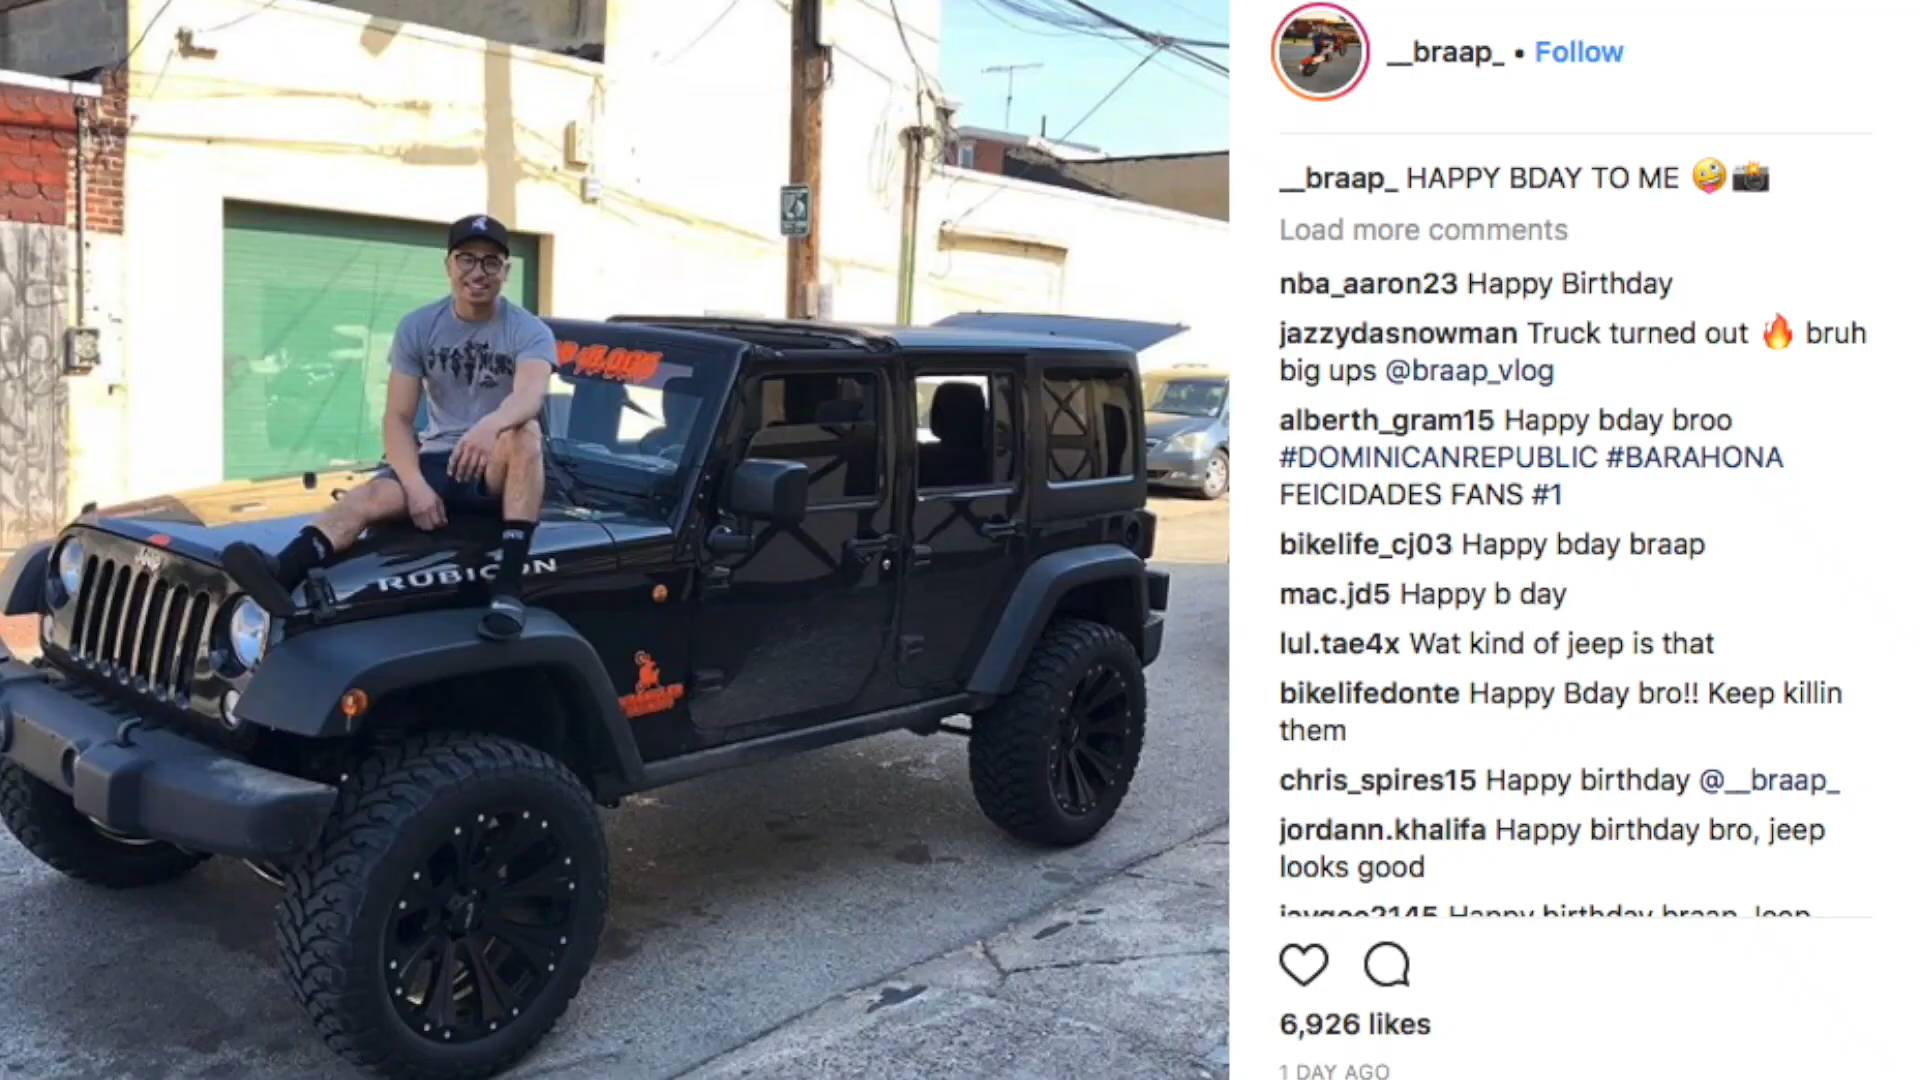 __braap_ • Follow
__braap_ HAPPY BDAY TO ME 🤪📸
Load more comments
nba_aaron23 Happy Birthday
jazzydasnowman Truck turned out 🔥 bruh
big ups @braap_vlog
alberth_gram15 Happy bday broo
#DOMINICANREPUBLIC #BARAHONA
FEICIDADES FANS #1
bikelife_cj03 Happy bday braap
mac.jd5 Happy b day
lul.tae4x Wat kind of jeep is that
bikelifedonte Happy Bday bro!! Keep killin
them
chris_spires15 Happy birthday @__braap_
jordann.khalifa Happy birthday bro, jeep
looks good
Happy birthday braap
6,926 likes
1 DAY AGO
RUBICON